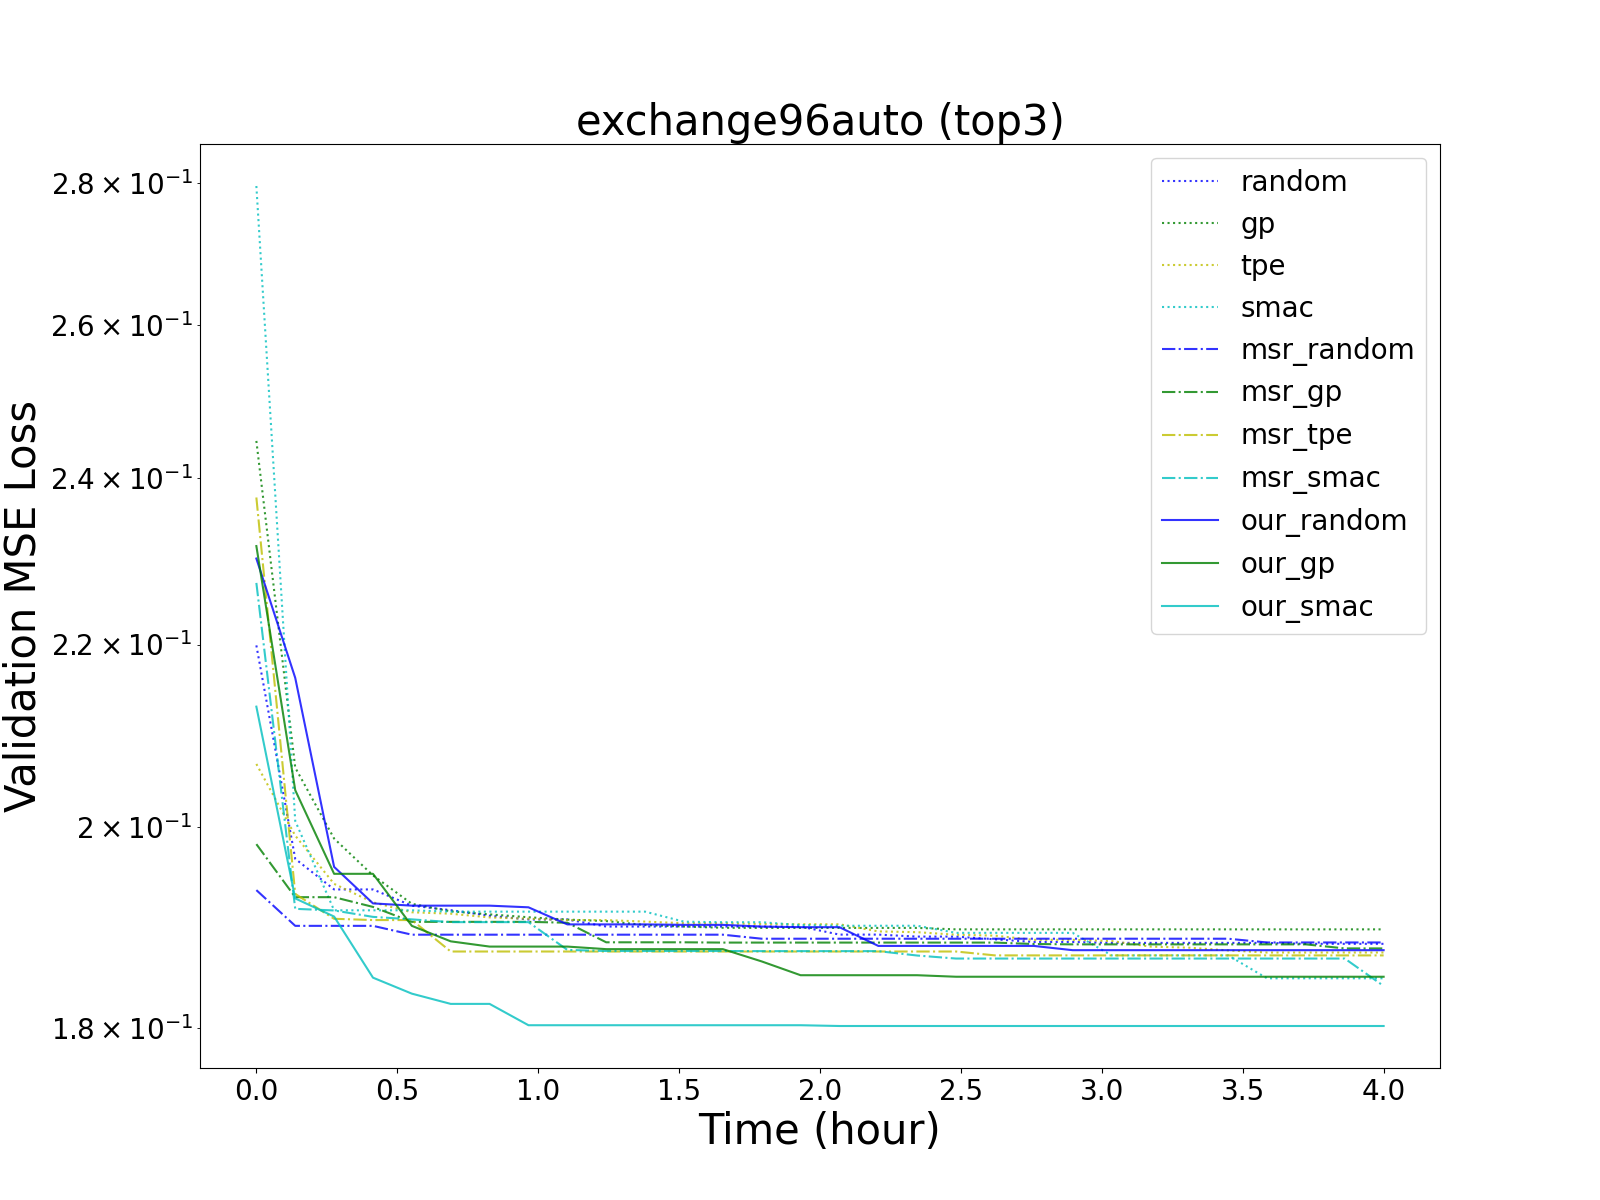 exchange96auto (top3)
Validation MSE Loss
2.8 × 10⁻¹
2.6 × 10⁻¹
2.4 × 10⁻¹
2.2 × 10⁻¹
2 × 10⁻¹
1.8 × 10⁻¹
random
gp
tpe
smac
msr_random
msr_gp
msr_tpe
msr_smac
our_random
our_gp
our_smac
0.0 0.5 1.0 1.5 2.0 2.5 3.0 3.5 4.0
Time (hour)